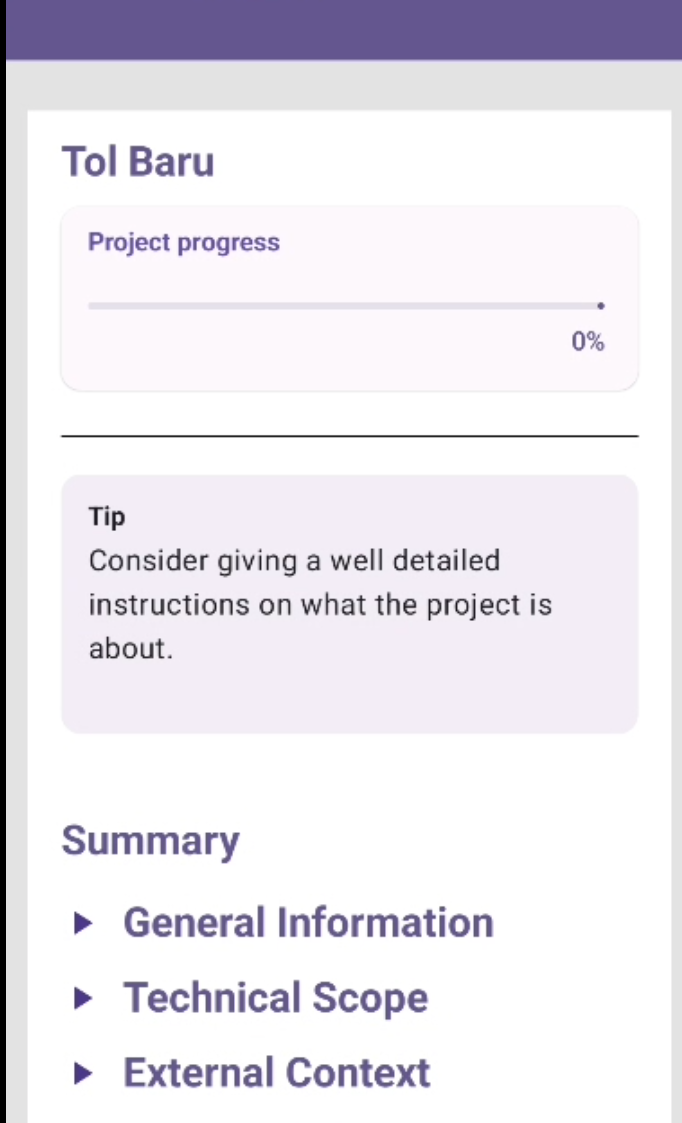 Tol Baru
Project progress
0%
Tip
Consider giving a well detailed
instructions on what the project is
about.
Summary
General Information
Technical Scope
External Context